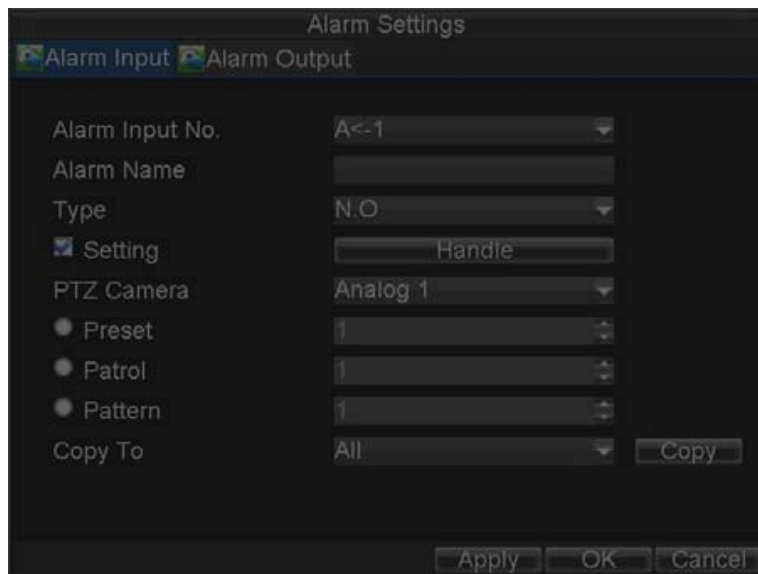 Alarm Settings
Alarm Input Alarm Output
Alarm Input No. A<-1
Alarm Name
Type N.O
Setting Handle
PTZ Camera Analog 1
Preset 1
Patrol 1
Pattern 1
Copy To All Copy
Apply OK Cancel